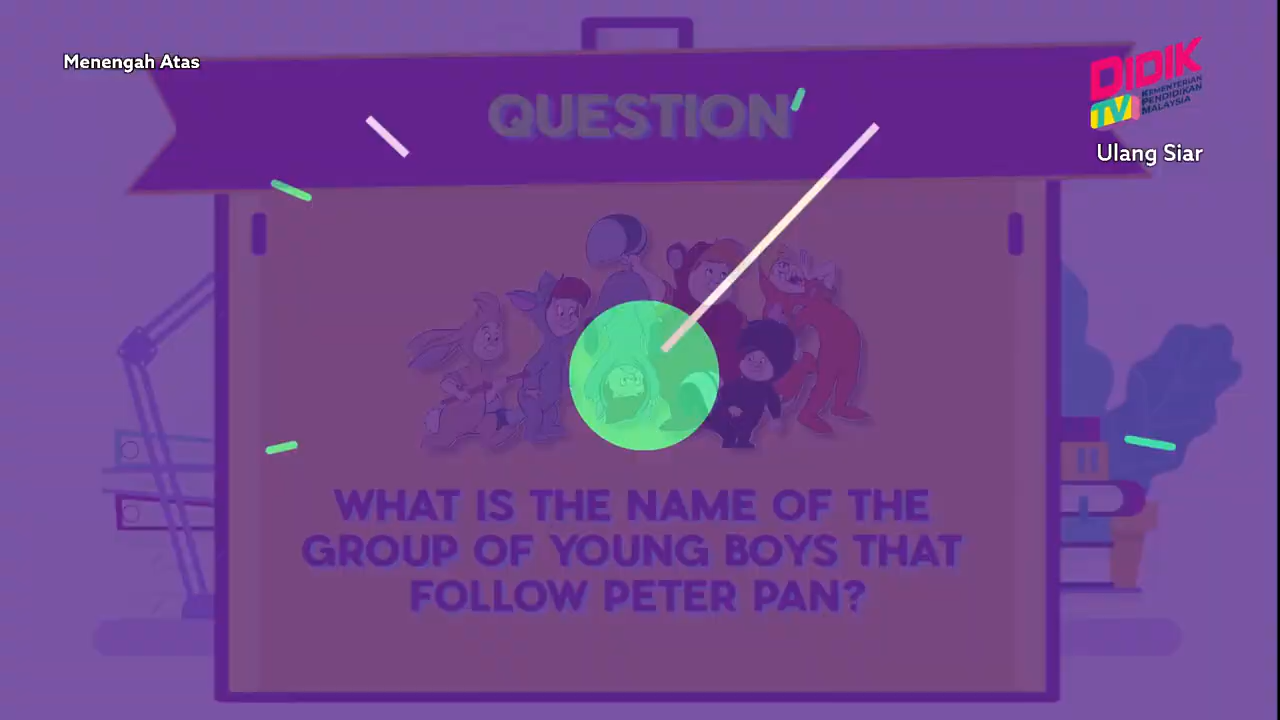 Menengah Atas
QUESTION
DIDIK
TV
KEMENTERIAN
PENDIDIKAN
MALAYSIA
Ulang Siar
WHAT IS THE NAME OF THE
GROUP OF YOUNG BOYS THAT
FOLLOW PETER PAN?